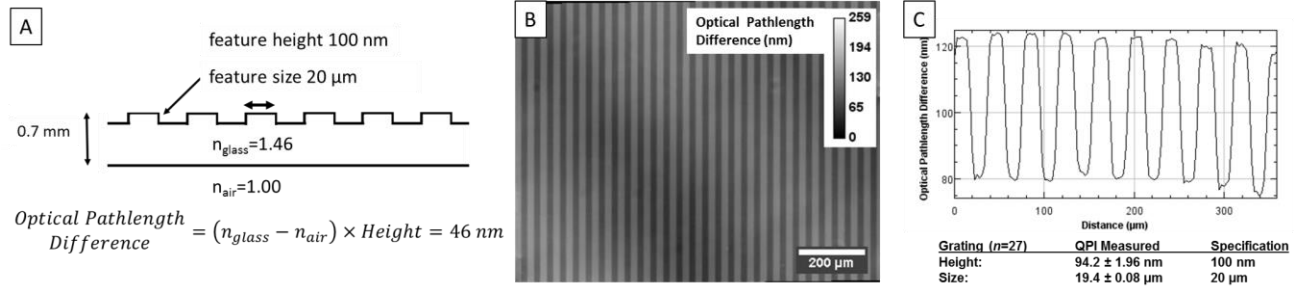 A
feature height 100 nm
feature size 20 µm
0.7 mm
n_glass=1.46
n_air=1.00
Optical Pathlength
Difference = (n_glass − n_air) × Height = 46 nm
B
Optical Pathlength
Difference (nm)
259
194
130
65
0
200 µm
C
Optical Pathlength Difference (nm)
120
100
80
0 100 200 300
Distance (µm)
Grating (n=27) QPI Measured Specification
Height: 94.2 ± 1.96 nm 100 nm
Size: 19.4 ± 0.08 µm 20 µm